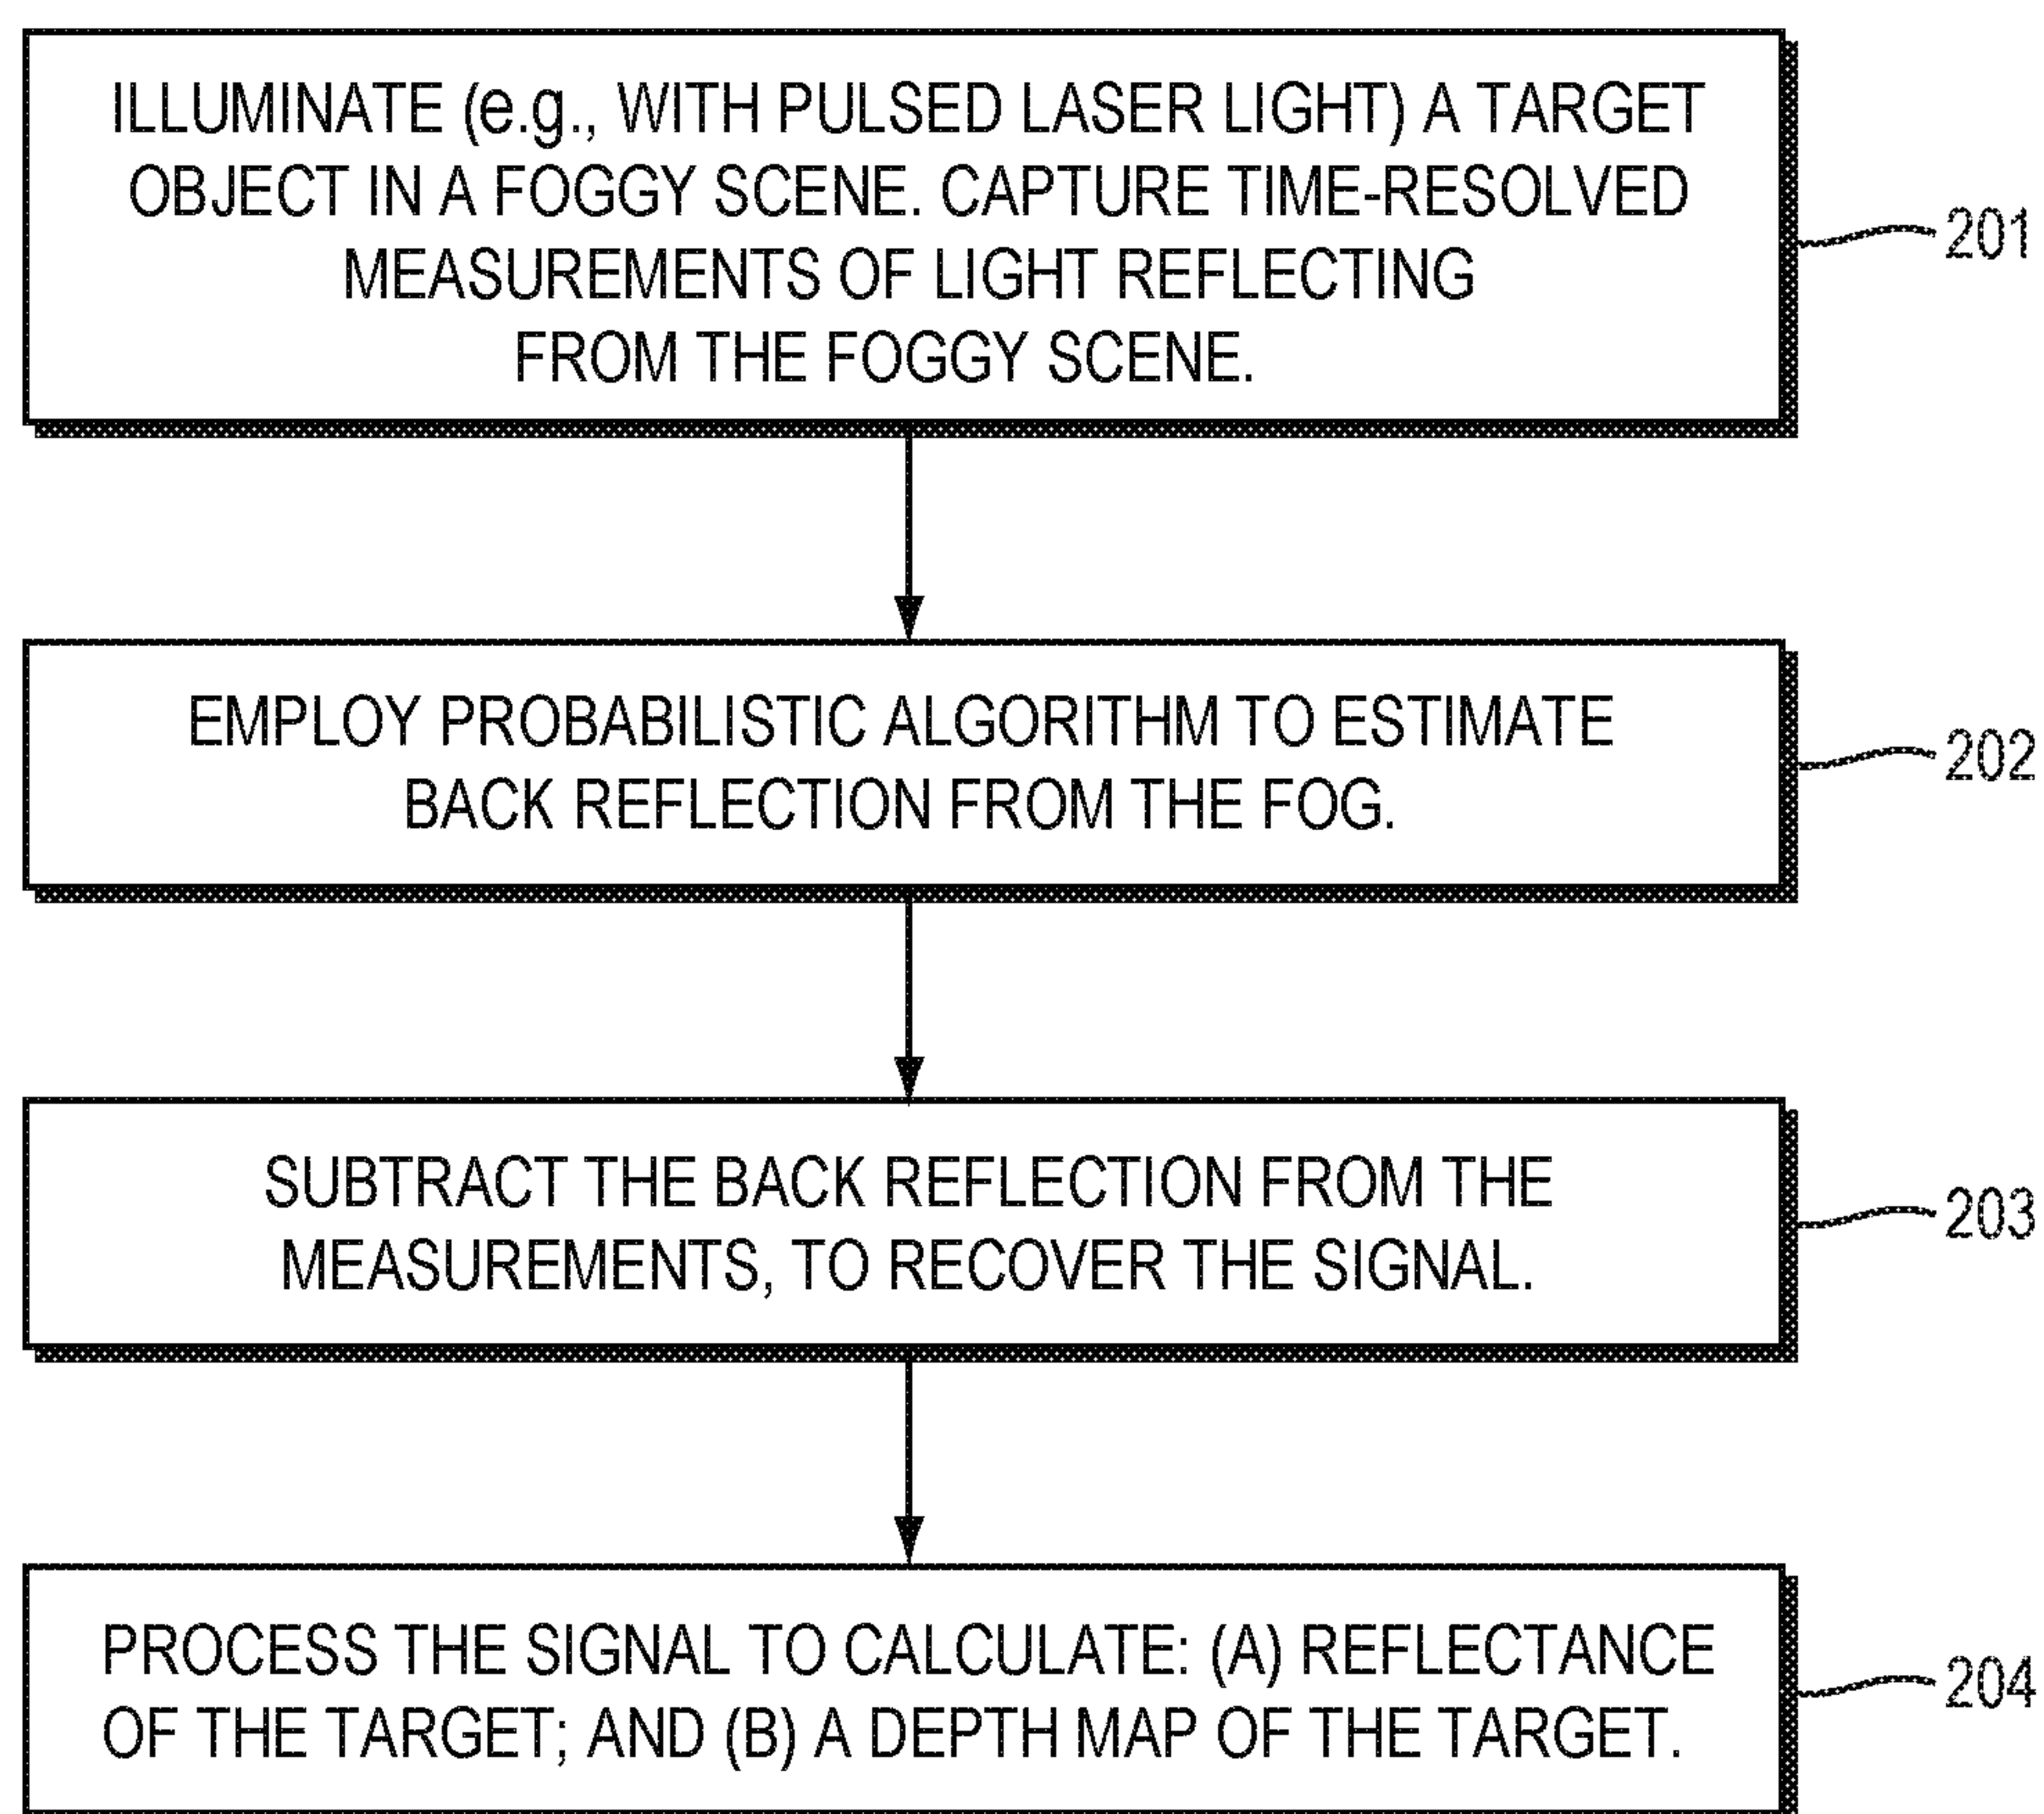 ILLUMINATE (e.g., WITH PULSED LASER LIGHT) A TARGET
OBJECT IN A FOGGY SCENE. CAPTURE TIME-RESOLVED
MEASUREMENTS OF LIGHT REFLECTING
FROM THE FOGGY SCENE.
201
EMPLOY PROBABILISTIC ALGORITHM TO ESTIMATE
BACK REFLECTION FROM THE FOG.
202
SUBTRACT THE BACK REFLECTION FROM THE
MEASUREMENTS, TO RECOVER THE SIGNAL.
203
PROCESS THE SIGNAL TO CALCULATE: (A) REFLECTANCE
OF THE TARGET; AND (B) A DEPTH MAP OF THE TARGET.
204